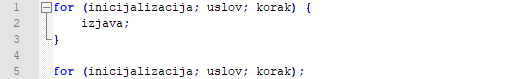 1 for (inicijalizacija; uslov; korak) {
2 izjava;
3 }
4
5 for (inicijalizacija; uslov; korak);